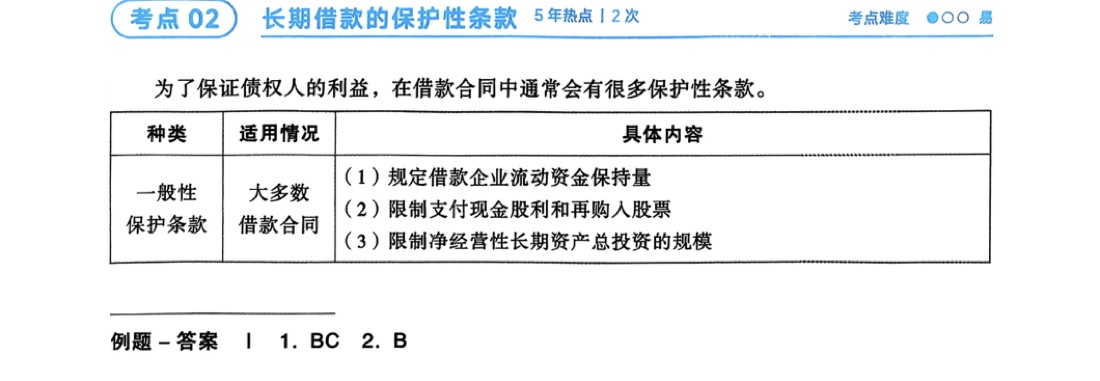 考点 02 长期借款的保护性条款 5年热点 | 2次 考点难度 易
为了保证债权人的利益，在借款合同中通常会有很多保护性条款。
种类 适用情况 具体内容
一般性
保护条款
大多数
借款合同
（1）规定借款企业流动资金保持量
（2）限制支付现金股利和再购入股票
（3）限制净经营性长期资产总投资的规模
例题 – 答案 | 1. BC 2. B